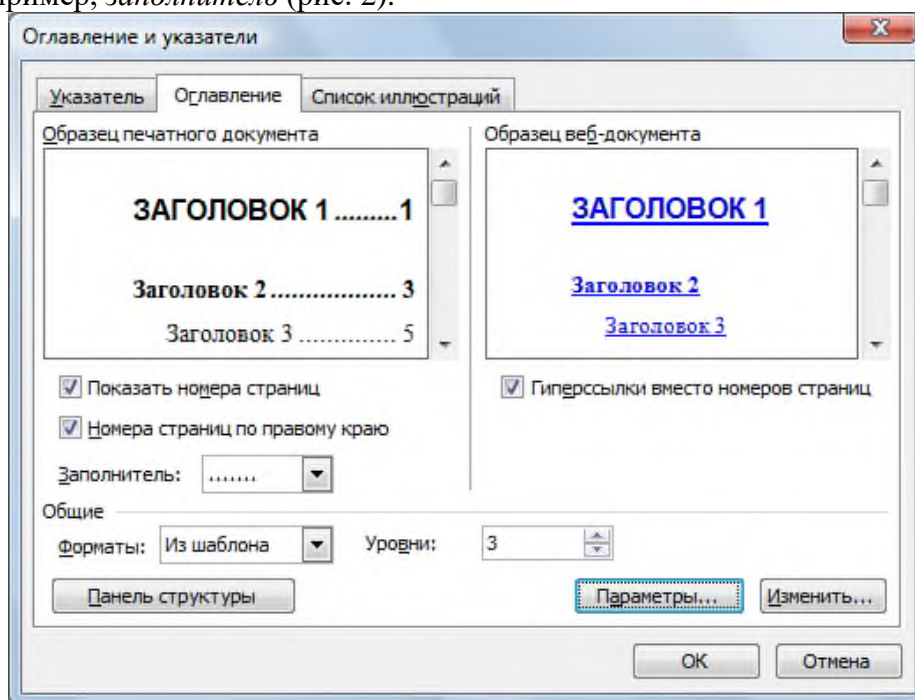 заполнитель (рис. 2).
Оглавление и указатели
Указатель Оглавление Список иллюстраций
Образец печатного документа
ЗАГОЛОВОК 1.........1
Заголовок 2................... 3
Заголовок 3 ............... 5
Показать номера страниц
Номера страниц по правому краю
Заполнитель: .......
Образец веб-документа
ЗАГОЛОВОК 1
Заголовок 2
Заголовок 3
Гиперссылки вместо номеров страниц
Общие
Форматы: Из шаблона Уровни: 3
Панель структуры Параметры... Изменить...
ОК Отмена